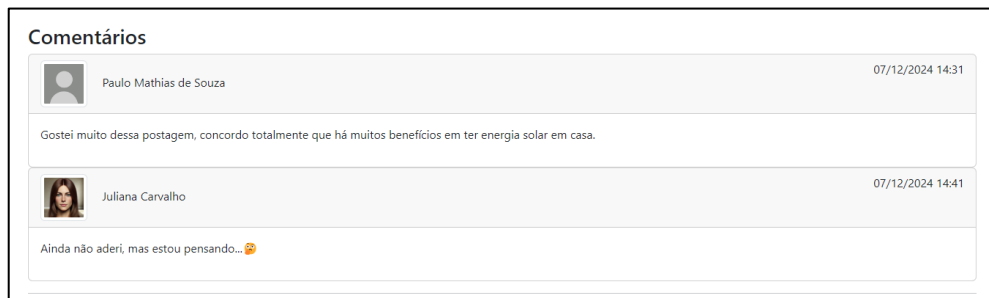 Comentários
Paulo Mathias de Souza 07/12/2024 14:31
Gostei muito dessa postagem, concordo totalmente que há muitos benefícios em ter energia solar em casa.
Juliana Carvalho 07/12/2024 14:41
Ainda não aderi, mas estou pensando...🤔